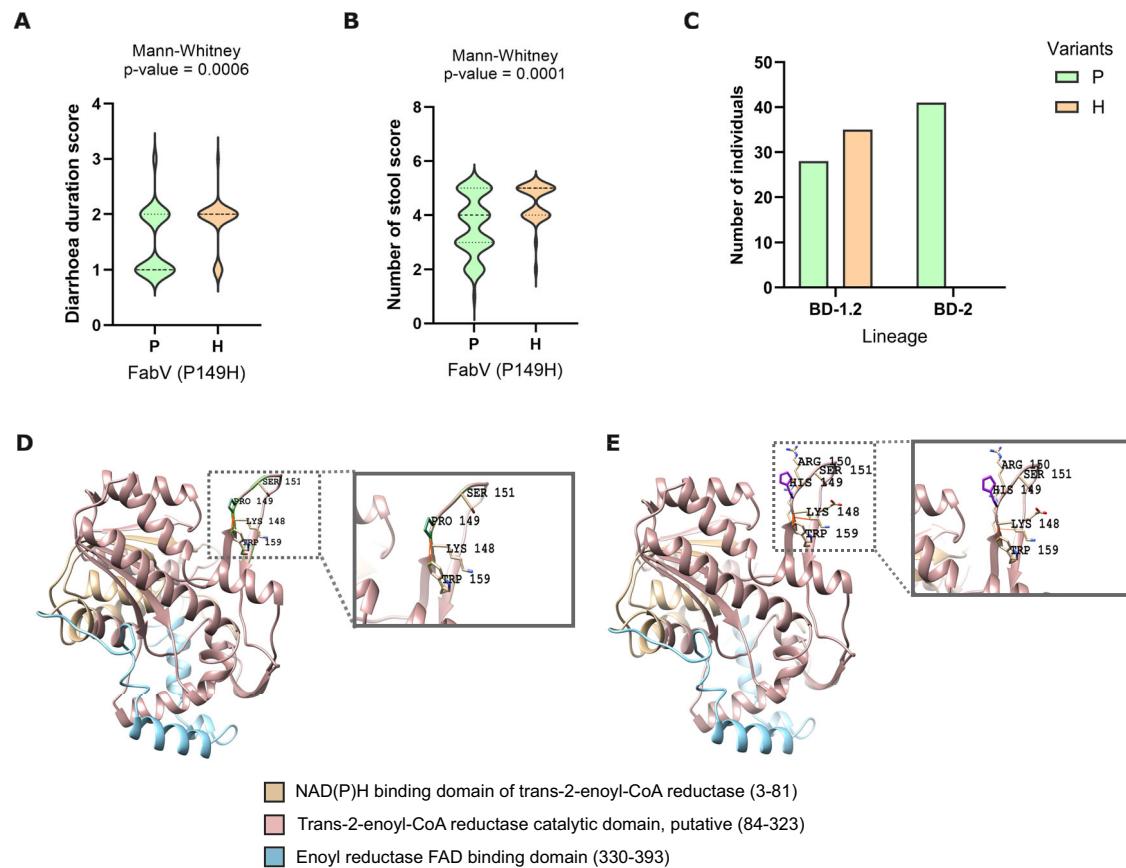 A
Mann-Whitney
p-value = 0.0006
Diarrhoea duration score
4
3
2
1
0
P
H
FabV (P149H)
B
Mann-Whitney
p-value = 0.0001
Number of stool score
8
6
4
2
0
P
H
FabV (P149H)
C
Number of individuals
50
40
30
20
10
0
BD-1.2
BD-2
Lineage
Variants
P
H
D
SER 151
PRO 149
LYS 148
TRP 159
SER 151
PRO 149
LYS 148
TRP 159
E
ARG 150
SER 151
HIS 149
LYS 148
TRP 159
ARG 150
SER 151
HIS 149
LYS 148
TRP 159
NAD(P)H binding domain of trans-2-enoyl-CoA reductase (3-81)
Trans-2-enoyl-CoA reductase catalytic domain, putative (84-323)
Enoyl reductase FAD binding domain (330-393)